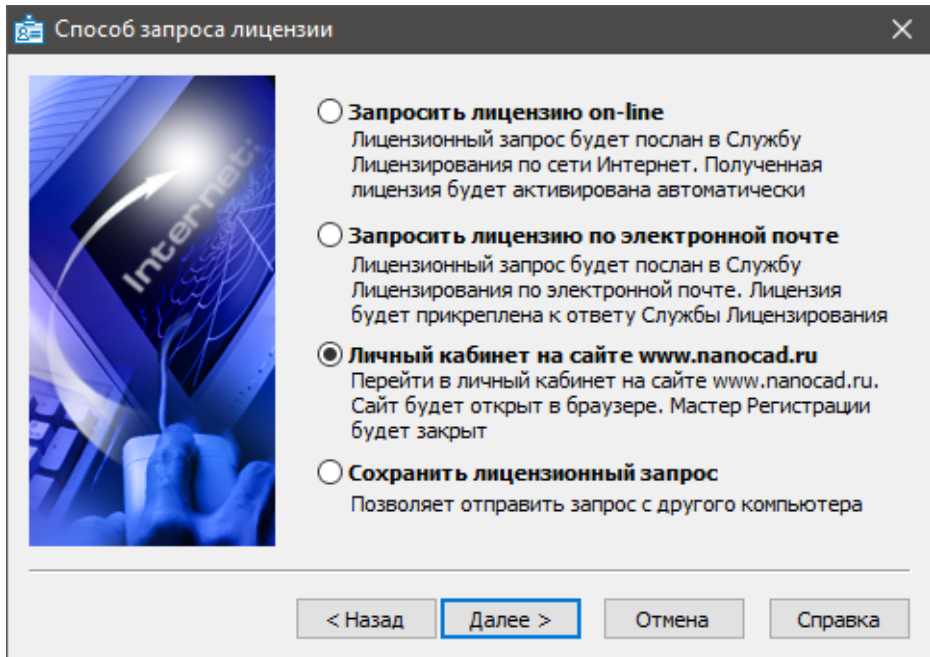 Способ запроса лицензии
Internet:
Запросить лицензию on-line
Лицензионный запрос будет послан в Службу
Лицензирования по сети Интернет. Полученная
лицензия будет активирована автоматически
Запросить лицензию по электронной почте
Лицензионный запрос будет послан в Службу
Лицензирования по электронной почте. Лицензия
будет прикреплена к ответу Службы Лицензирования
Личный кабинет на сайте www.nanocad.ru
Перейти в личный кабинет на сайте www.nanocad.ru.
Сайт будет открыт в браузере. Мастер Регистрации
будет закрыт
Сохранить лицензионный запрос
Позволяет отправить запрос с другого компьютера
< Назад
Далее >
Отмена
Справка